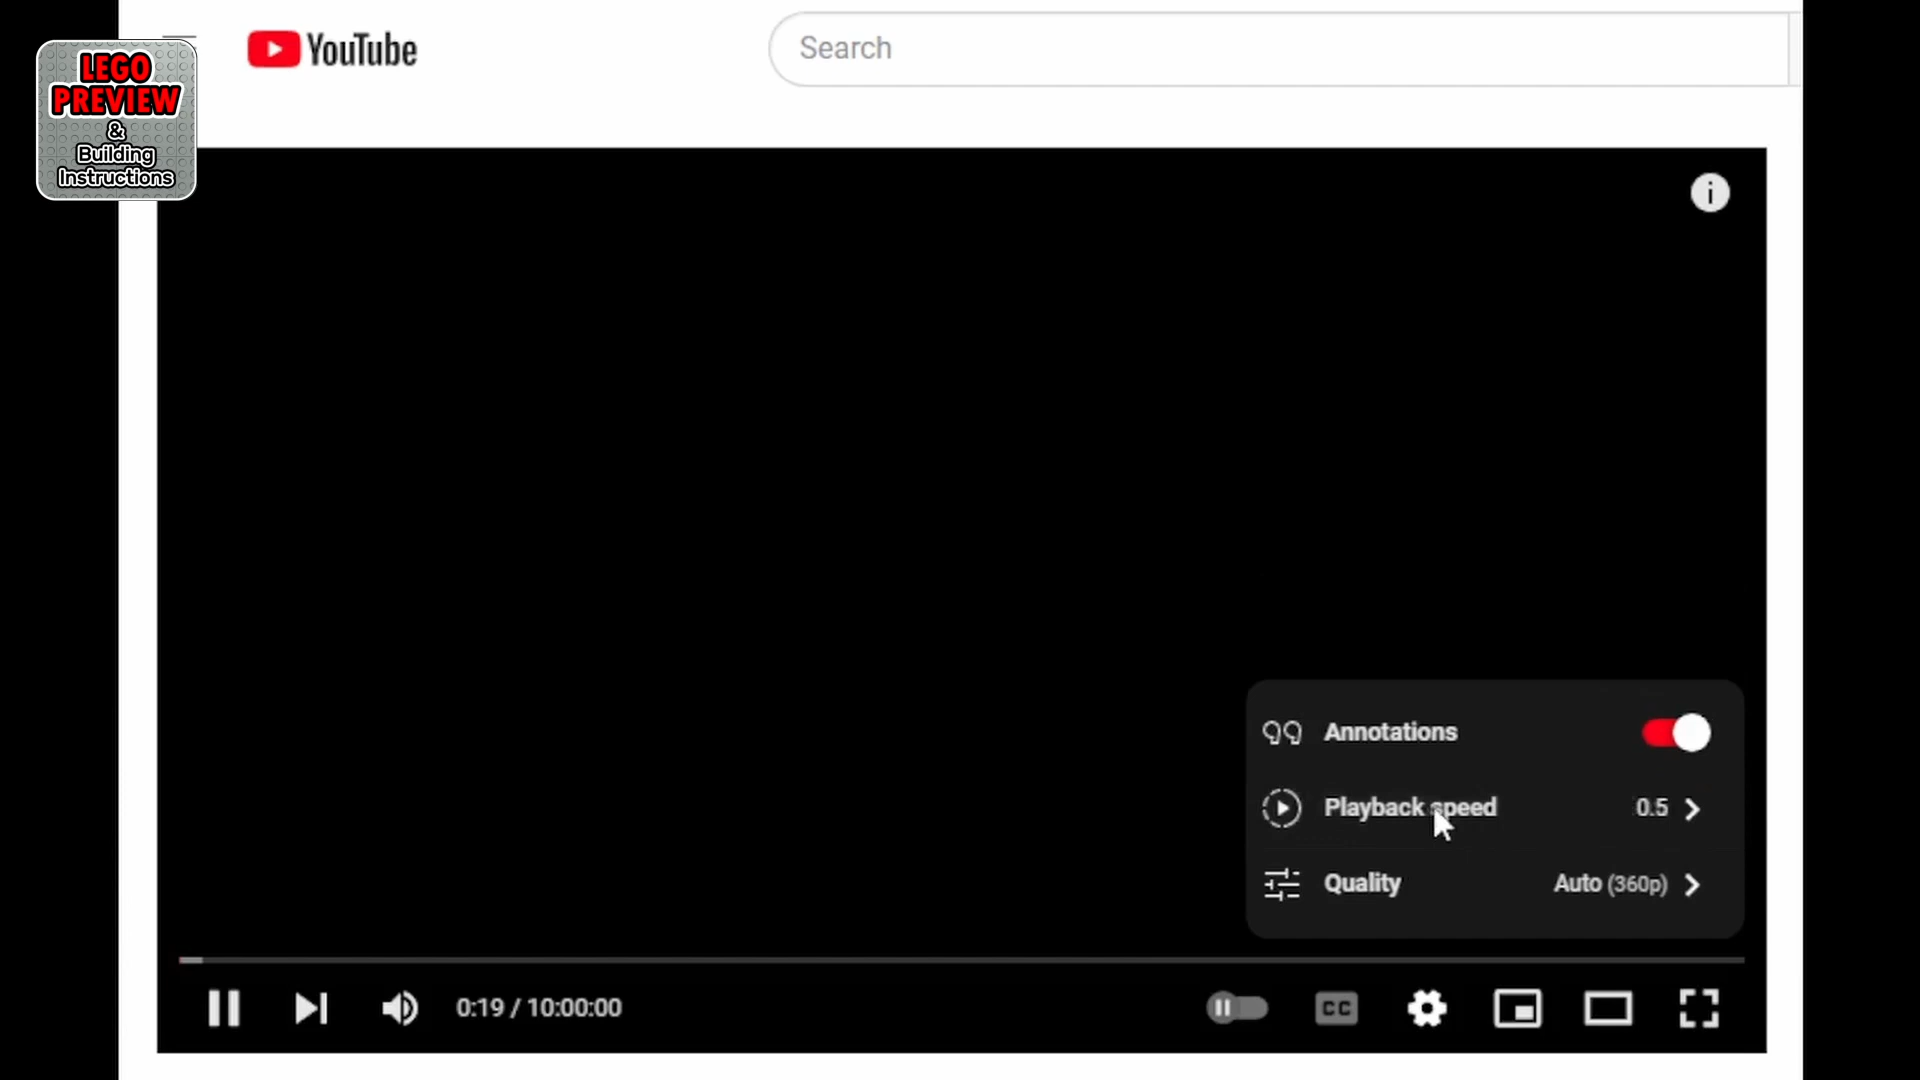 LEGO
PREVIEW
&
Building
Instructions
YouTube
Search
i
Annotations
Playback speed 0.5
Quality Auto (360p)
0:19 / 10:00:00
CC